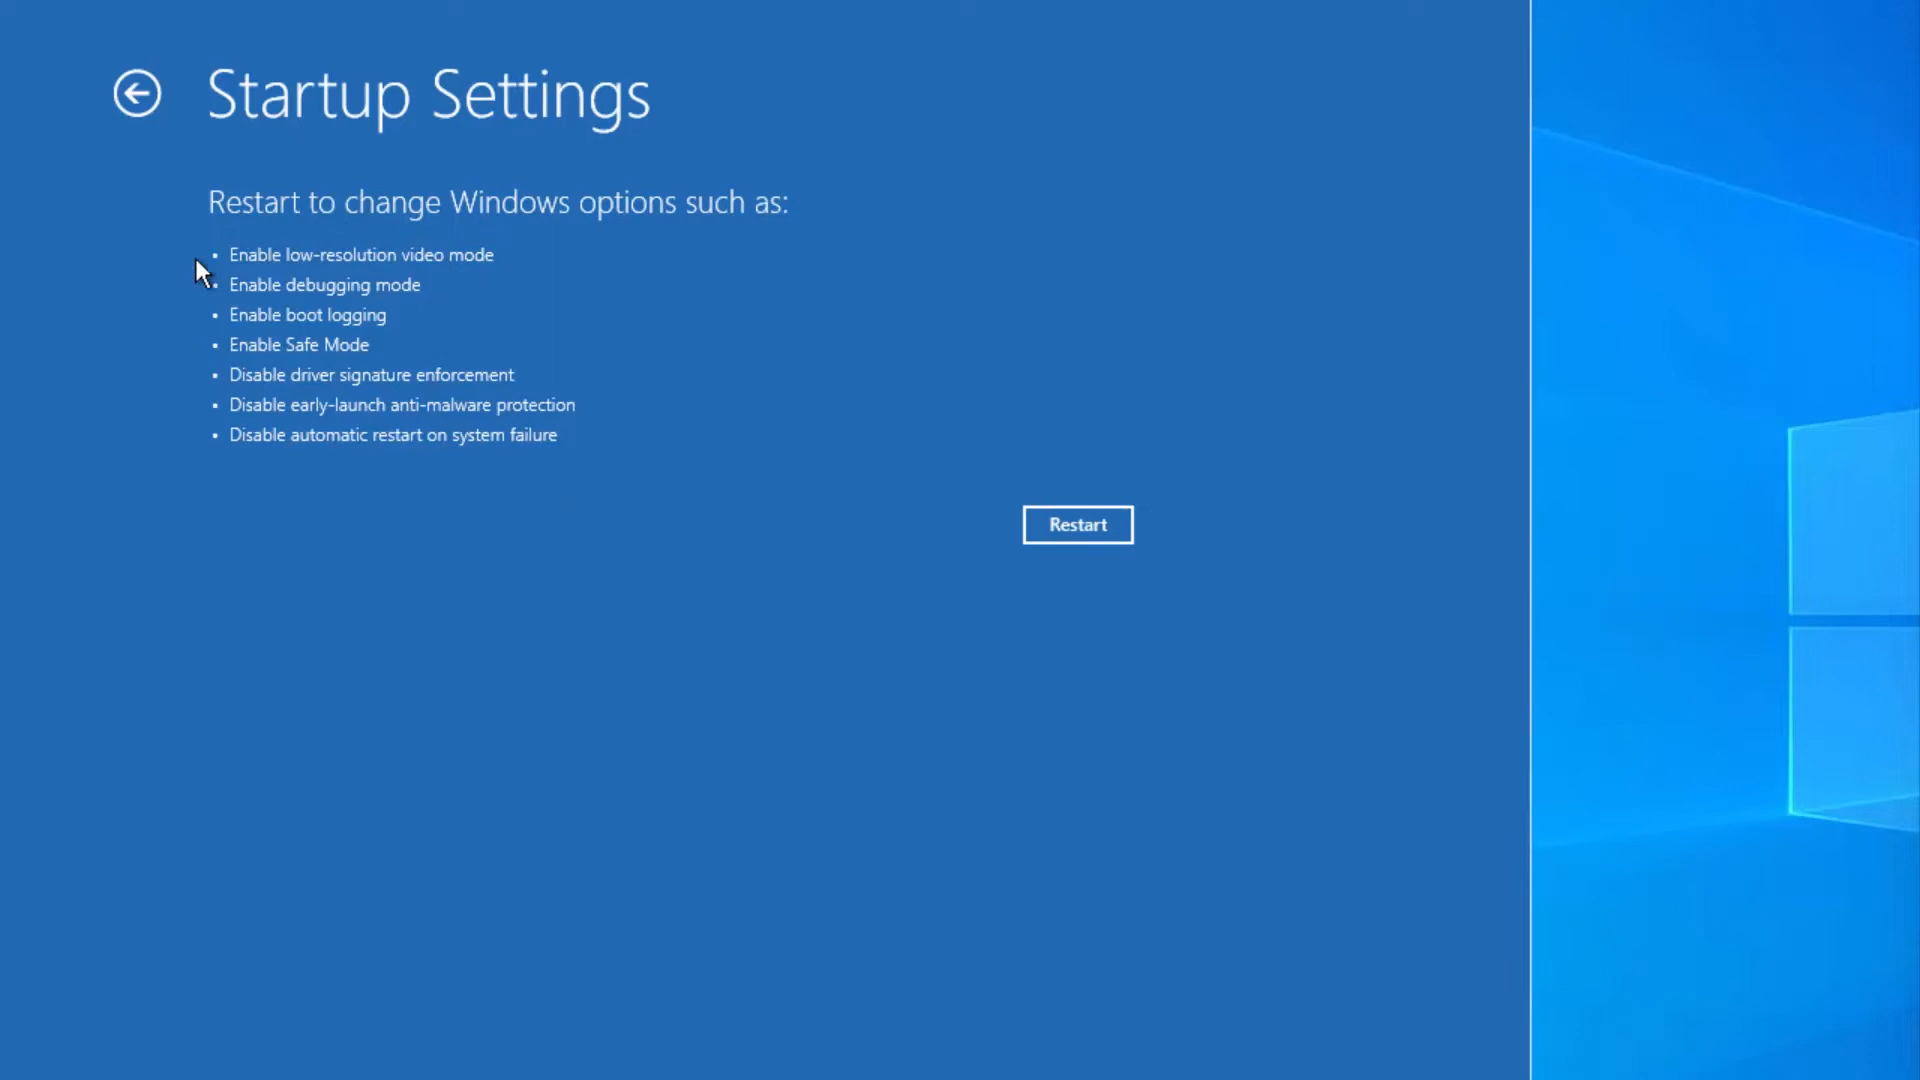 Startup Settings
Restart to change Windows options such as:
• Enable low-resolution video mode
• Enable debugging mode
• Enable boot logging
• Enable Safe Mode
• Disable driver signature enforcement
• Disable early-launch anti-malware protection
• Disable automatic restart on system failure
Restart